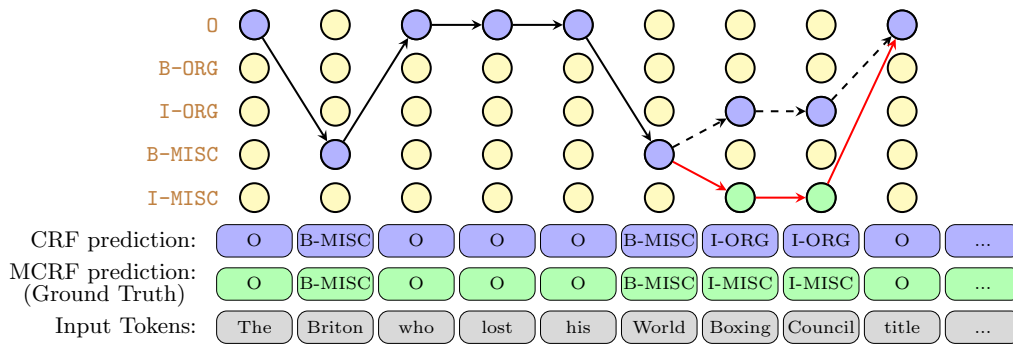 O
B-ORG
I-ORG
B-MISC
I-MISC
CRF prediction: O B-MISC O O O B-MISC I-ORG I-ORG O ...
MCRF prediction:
(Ground Truth) O B-MISC O O O B-MISC I-MISC I-MISC O ...
Input Tokens: The Briton who lost his World Boxing Council title ...